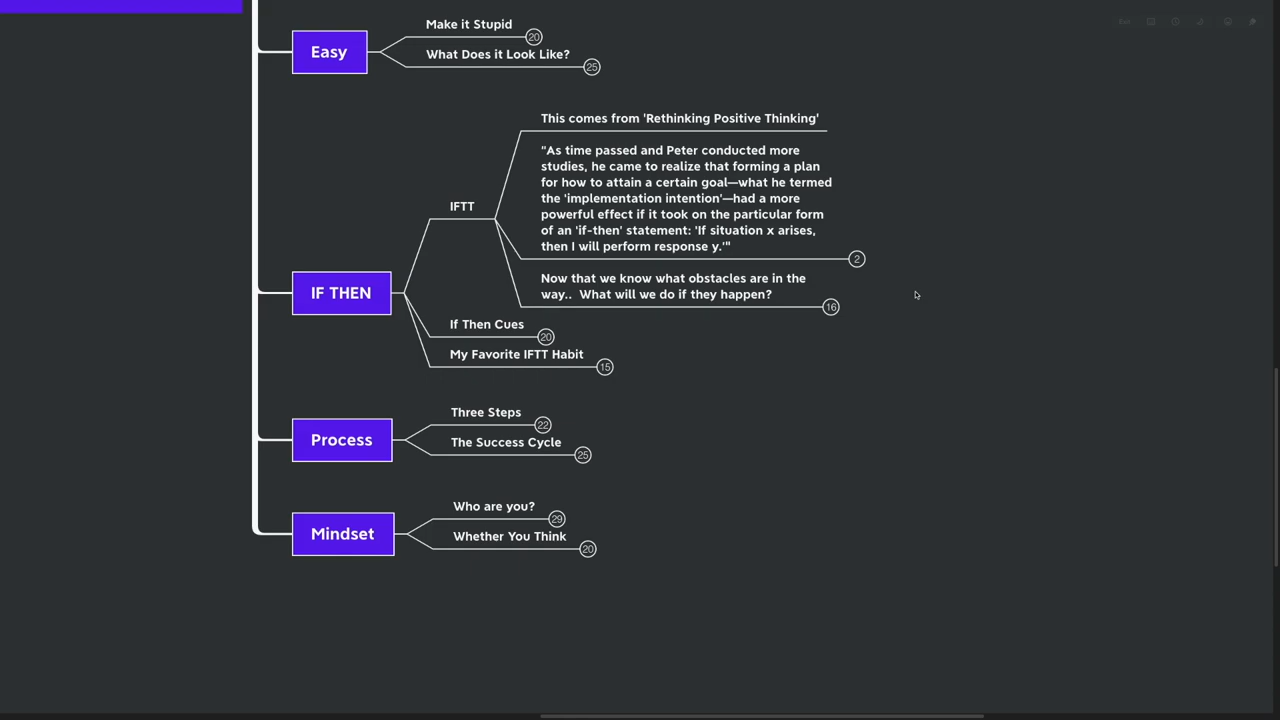 Make it Stupid
20
Easy
What Does it Look Like?
25
This comes from 'Rethinking Positive Thinking'
"As time passed and Peter conducted more
studies, he came to realize that forming a plan
for how to attain a certain goal—what he termed
the 'implementation intention'—had a more
powerful effect if it took on the particular form
of an 'if-then' statement: 'If situation x arises,
then I will perform response y.'"
2
IFTT
Now that we know what obstacles are in the
way.. What will we do if they happen?
16
IF THEN
If Then Cues
20
My Favorite IFTT Habit
15
Three Steps
22
Process
The Success Cycle
25
Who are you?
29
Mindset
Whether You Think
20